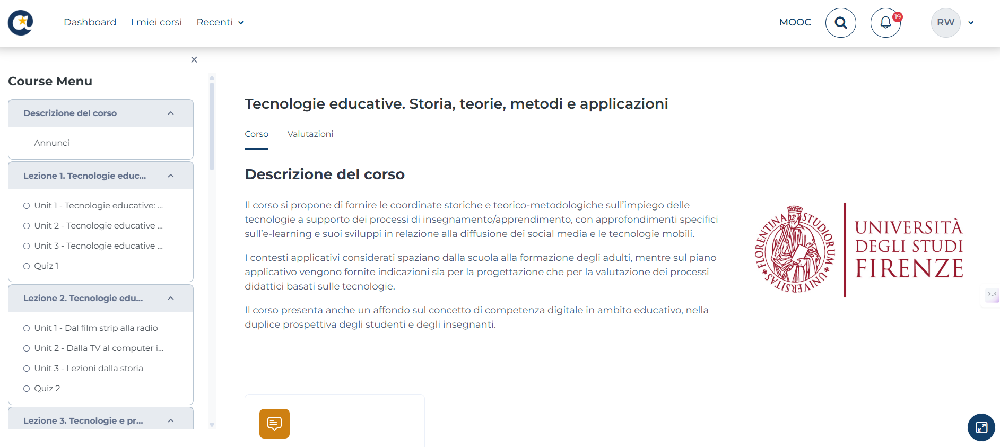 Dashboard
I miei corsi
Recenti
MOOC
19
RW
Course Menu
Descrizione del corso
Annunci
Lezione 1. Tecnologie educ...
Unit 1 - Tecnologie educative: ...
Unit 2 - Tecnologie educative ...
Unit 3 - Tecnologie educative ...
Quiz 1
Lezione 2. Tecnologie edu...
Unit 1 - Dal film strip alla radio
Unit 2 - Dalla TV al computer i...
Unit 3 - Lezioni dalla storia
Quiz 2
Lezione 3. Tecnologie e pr...
Tecnologie educative. Storia, teorie, metodi e applicazioni
Corso
Valutazioni
Descrizione del corso
Il corso si propone di fornire le coordinate storiche e teorico-metodologiche sull’impiego delle
tecnologie a supporto dei processi di insegnamento/apprendimento, con approfondimenti specifici
sull’e-learning e suoi sviluppi in relazione alla diffusione dei social media e le tecnologie mobili.
I contesti applicativi considerati spaziano dalla scuola alla formazione degli adulti, mentre sul piano
applicativo vengono fornite indicazioni sia per la progettazione che per la valutazione dei processi
didattici basati sulle tecnologie.
Il corso presenta anche un affondo sul concetto di competenza digitale in ambito educativo, nella
duplice prospettiva degli studenti e degli insegnanti.
FLORENTINA STUDIORUM UNIVERSITAS
UNIVERSITÀ
DEGLI STUDI
FIRENZE